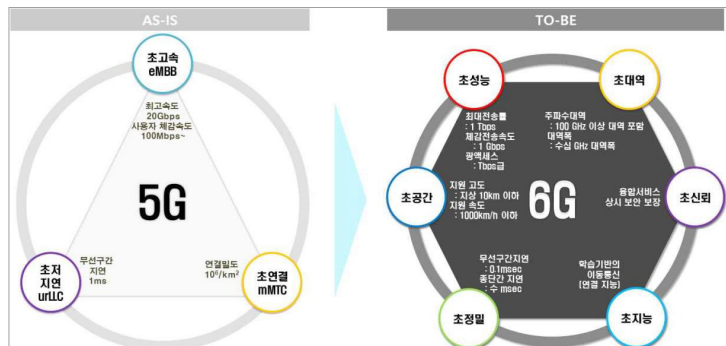 AS-IS
초고속
eMBB
최고속도
20Gbps
사용자 체감속도
100Mbps~
5G
초저
지연
urLLC
무선구간
지연
1ms
연결밀도
10⁶/km²
초연결
mMTC
TO-BE
초성능
최대전송률
: 1 Tbps
체감전송속도
: 1 Gbps
광액세스
: Tbps급
초대역
주파수대역
: 100 GHz 이상 대역 포함
대역폭
: 수십 GHz 대역폭
초공간
지원 고도
: 지상 10km 이하
지원 속도
: 1000km/h 이하
6G
융합서비스
상시 보안 보장
초신뢰
무선구간지연
: 0.1msec
종단간 지연
: 수 msec
초정밀
학습기반의
이동통신
(연결 지능)
초지능